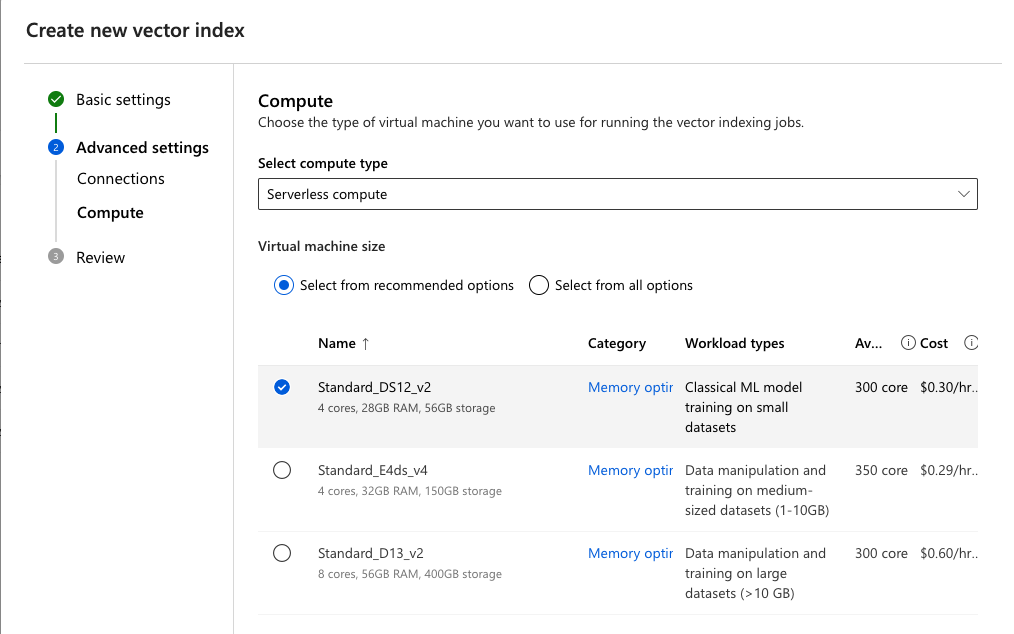 Create new vector index
Basic settings
2
Advanced settings
Connections
Compute
3
Review
Compute
Choose the type of virtual machine you want to use for running the vector indexing jobs.
Select compute type
Serverless compute
Virtual machine size
Select from recommended options
Select from all options
Name ↑ Category Workload types Av... Cost
Standard_DS12_v2 Memory optir Classical ML model 300 core $0.30/hr..
4 cores, 28GB RAM, 56GB storage training on small
datasets
Standard_E4ds_v4 Memory optir Data manipulation and 350 core $0.29/hr..
4 cores, 32GB RAM, 150GB storage training on medium-
sized datasets (1-10GB)
Standard_D13_v2 Memory optir Data manipulation and 300 core $0.60/hr..
8 cores, 56GB RAM, 400GB storage training on large
datasets (>10 GB)